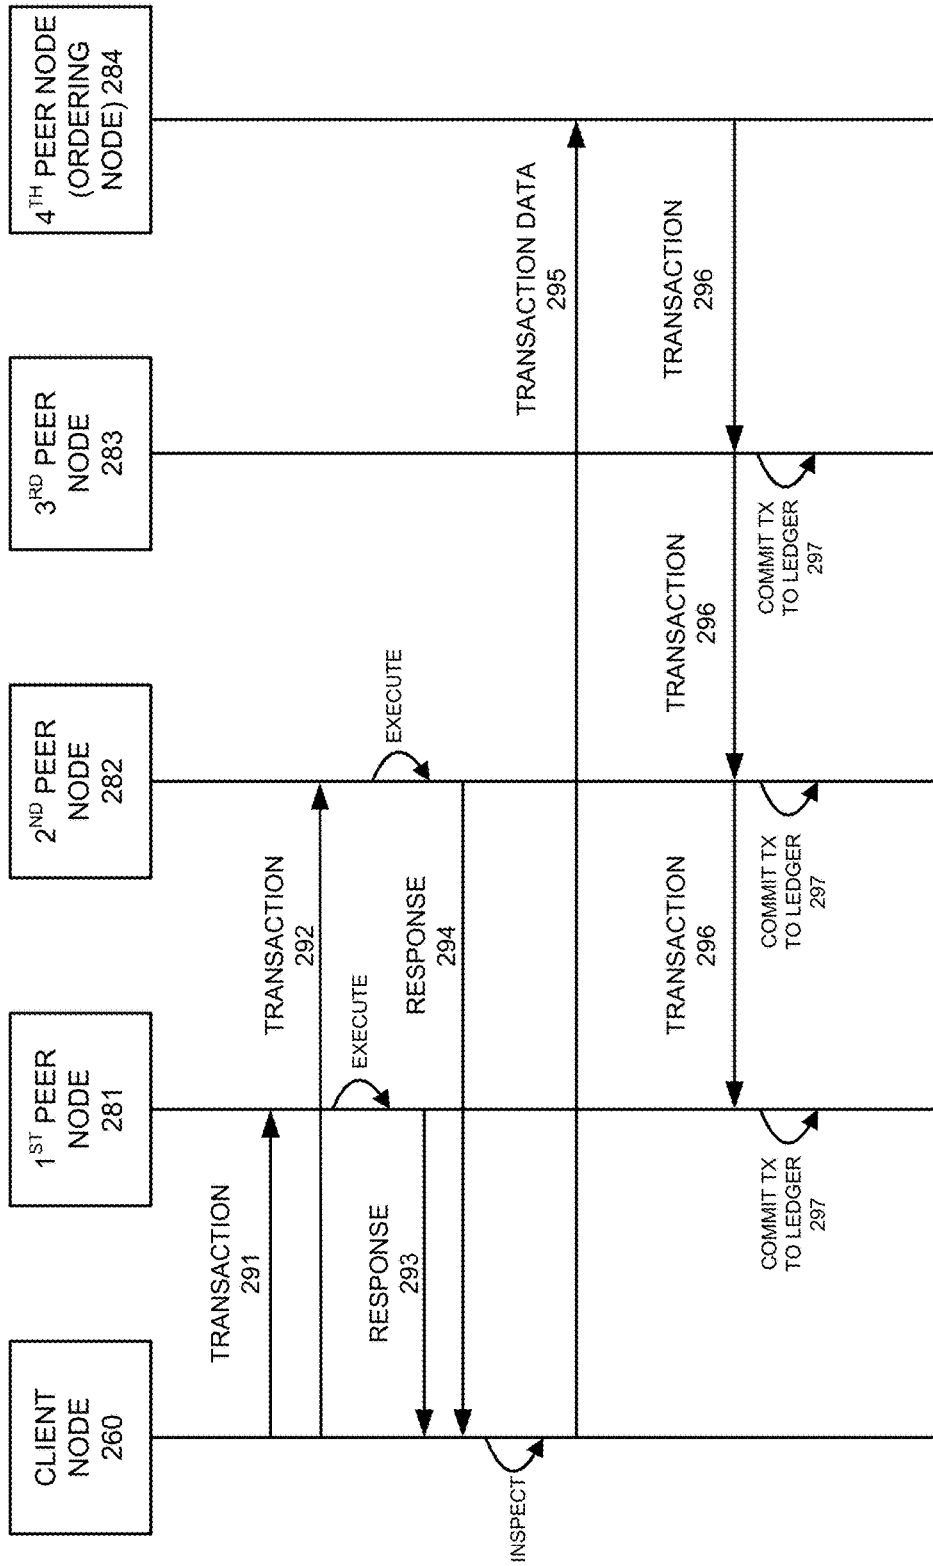 CLIENT
NODE
260
1ST PEER
NODE
281
2ND PEER
NODE
282
3RD PEER
NODE
283
4TH PEER NODE
(ORDERING
NODE) 284
TRANSACTION
291
TRANSACTION
292
EXECUTE
EXECUTE
RESPONSE
293
RESPONSE
294
INSPECT
TRANSACTION DATA
295
TRANSACTION
296
TRANSACTION
296
TRANSACTION
296
COMMIT TX
TO LEDGER
297
COMMIT TX
TO LEDGER
297
COMMIT TX
TO LEDGER
297